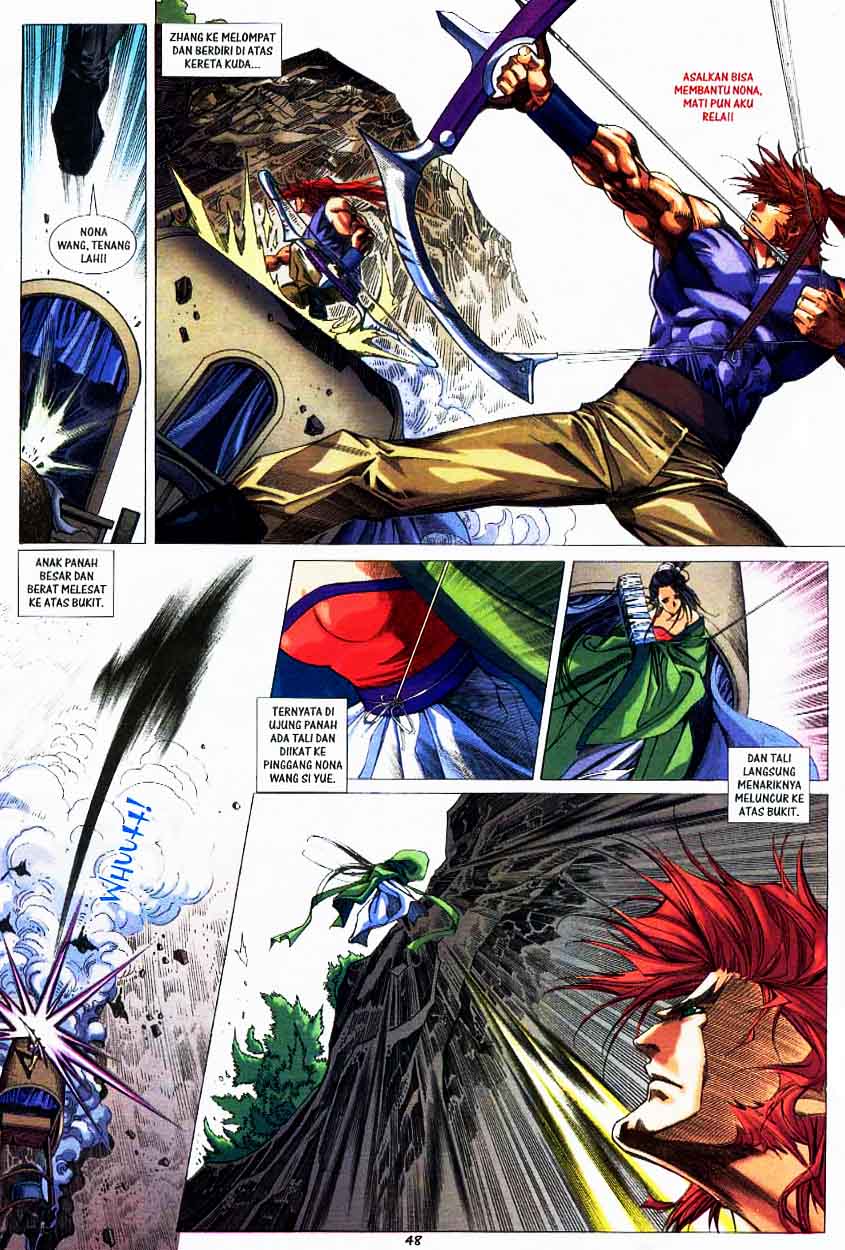 ZHANG KE MELOMPAT
DAN BERDIRI DI ATAS
KERETA KUDA...
ASALKAN BISA
MEMBANTU NONA,
MATI PUN AKU
RELA!!
NONA
WANG, TENANG
LAH!!
ANAK PANAH
BESAR DAN
BERAT MELESAT
KE ATAS BUKIT.
TERNYATA DI
UJUNG PANAH
ADA TALI DAN
DIIKAT KE
PINGGANG NONA
WANG SI YUE.
DAN TALI
LANGSUNG
MENARIKNYA
MELUNCUR KE
ATAS BUKIT.
WHUUTT!
48